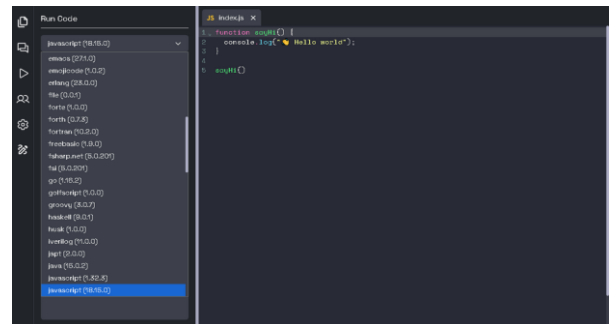 Run Code
javascript (18.15.0)
emacs (27.1.0)
emojicode (1.0.2)
erlang (23.0.0)
file (0.0.1)
forte (1.0.0)
forth (0.7.3)
fortran (10.2.0)
freebasic (1.9.0)
fsharp.net (5.0.201)
fsi (5.0.201)
go (1.16.2)
golfscript (1.0.0)
groovy (3.0.7)
haskell (9.0.1)
husk (1.0.0)
iverilog (11.0.0)
japt (2.0.0)
java (15.0.2)
javascript (1.32.3)
javascript (18.15.0)
JS index.js X
1 function sayHi() {
2 console.log("👋 Hello world");
3 }
4
5 sayHi()